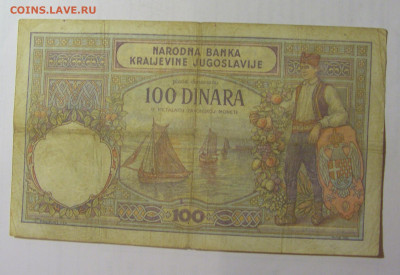 COINS.LAVE.RU
NARODNA BANKA
KRALJEVINE JUGOSLAVIJE
100 DINARA
100